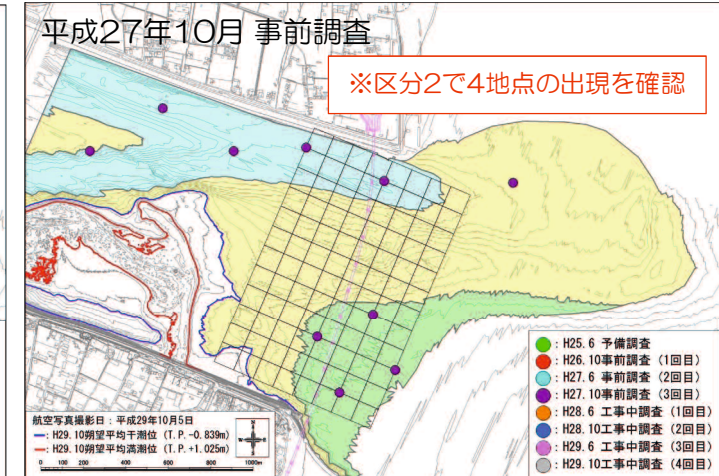 平成27年10月 事前調査
※区分2で4地点の出現を確認
: H25.6 予備調査
: H26.10事前調査 (1回目)
: H27.6 事前調査 (2回目)
: H27.10事前調査 (3回目)
: H28.6 工事中調査 (1回目)
: H28.10工事中調査 (2回目)
: H29.6 工事中調査 (3回目)
: H29.10工事中調査 (4回目)
航空写真撮影日：平成29年10月5日
: H29.10朔望平均干潮位 (T.P.-0.839m)
: H29.10朔望平均満潮位 (T.P.+1.025m)
0 100 200 400 600 800 1000m